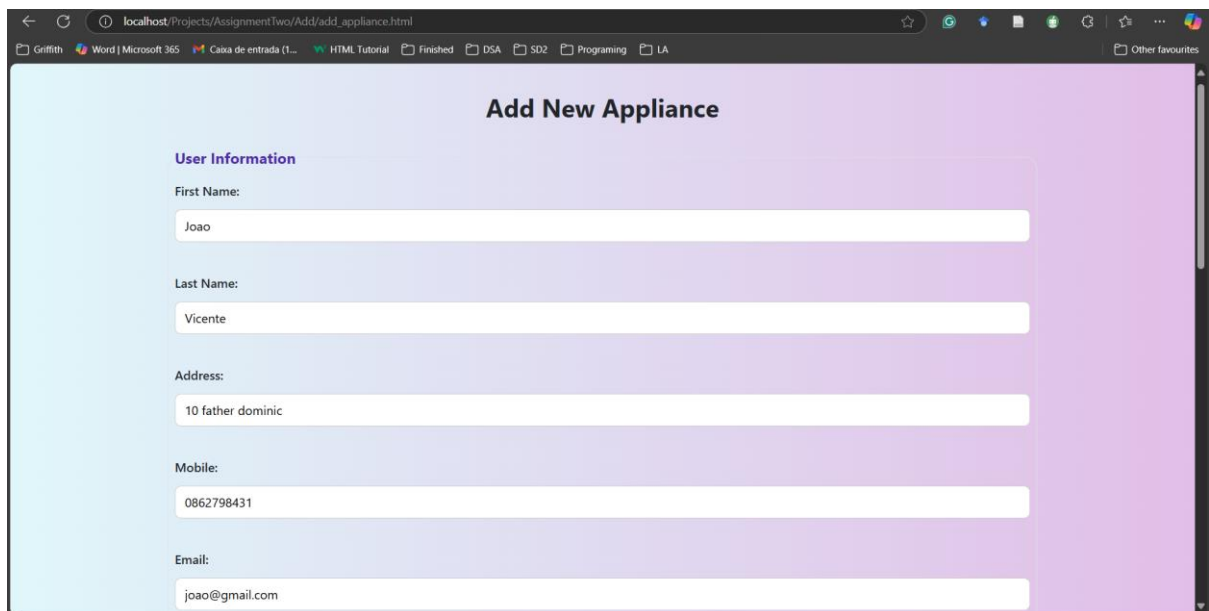 localhost/Projects/AssignmentTwo/Add/add_appliance.html
Griffith Word | Microsoft 365 Caixa de entrada (1... HTML Tutorial Finished DSA SD2 Programing LA Other favourites
Add New Appliance
User Information
First Name:
Joao
Last Name:
Vicente
Address:
10 father dominic
Mobile:
0862798431
Email:
joao@gmail.com